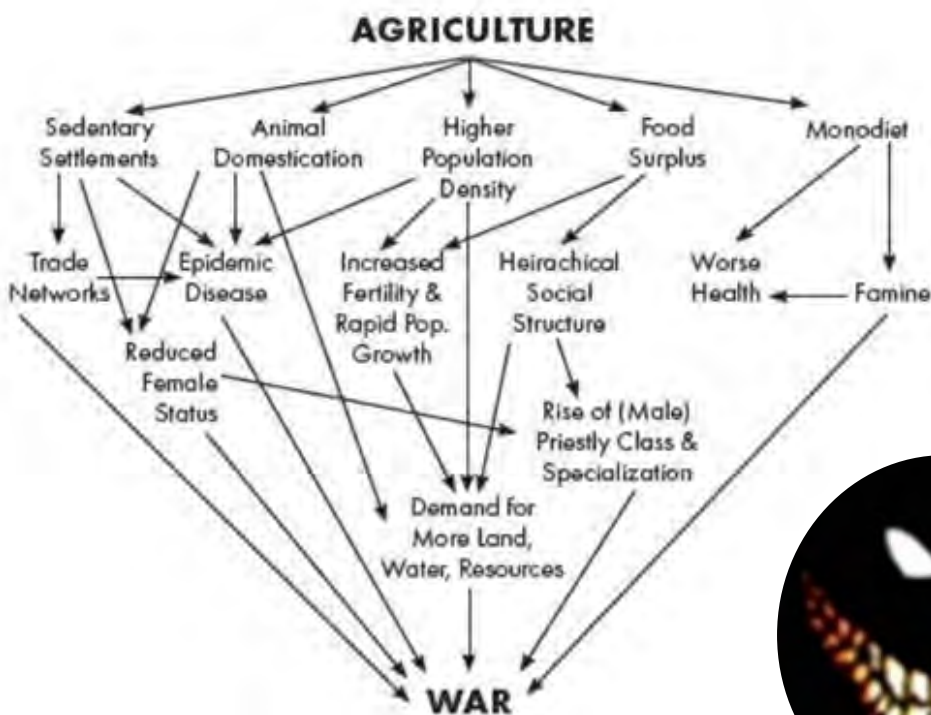 AGRICULTURE
Sedentary
Settlements
Animal
Domestication
Higher
Population
Density
Food
Surplus
Monodiet
Trade
Networks
Epidemic
Disease
Increased
Fertility &
Rapid Pop.
Growth
Heirachical
Social
Structure
Worse
Health
Famine
Reduced
Female
Status
Rise of (Male)
Priestly Class &
Specialization
Demand for
More Land,
Water, Resources
WAR